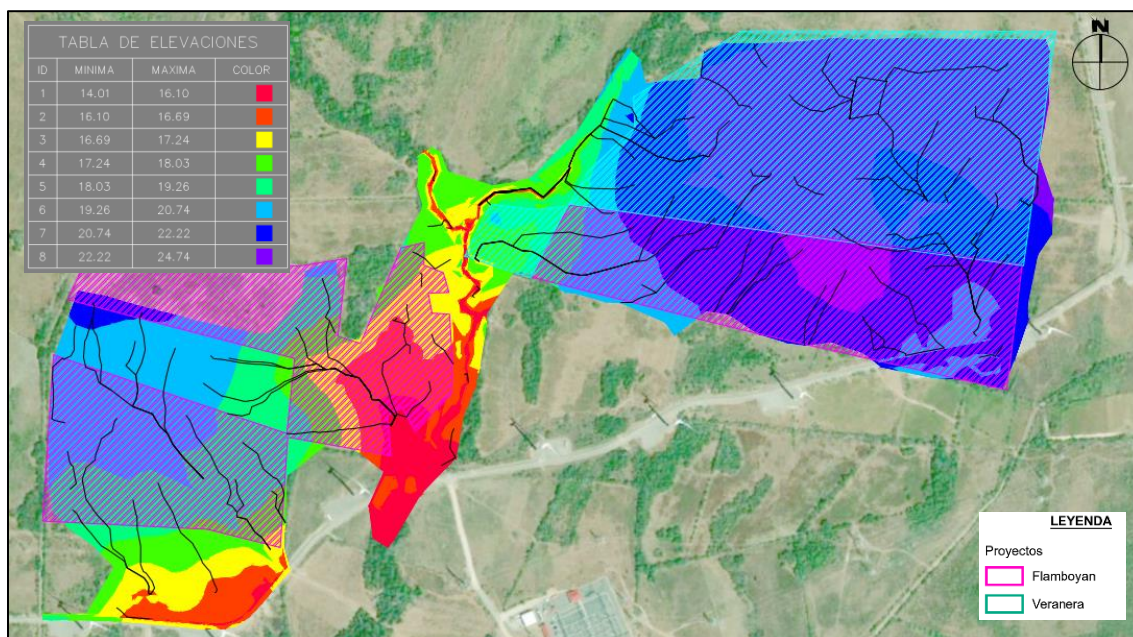 TABLA DE ELEVACIONES
ID MINIMA MAXIMA COLOR
1 14.01 16.10
2 16.10 16.69
3 16.69 17.24
4 17.24 18.03
5 18.03 19.26
6 19.26 20.74
7 20.74 22.22
8 22.22 24.74
N
LEYENDA
Proyectos
Flamboyan
Veranera